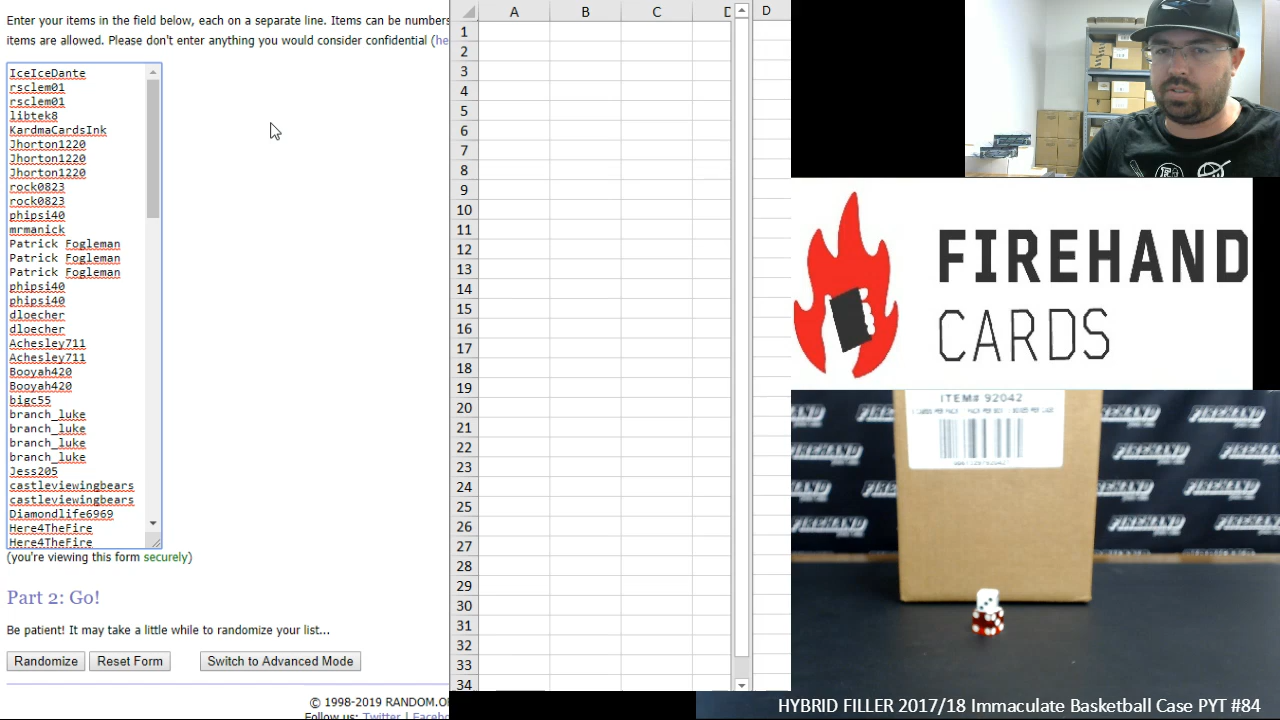 Enter your items in the field below, each on a separate line. Items can be numbers
items are allowed. Please don't enter anything you would consider confidential (he
IceIceDante
rsclem01
rsclem01
libtek8
KardmaCardsInk
Jhorton1220
Jhorton1220
Jhorton1220
rock0823
rock0823
phipsi40
mrmanick
Patrick Fogleman
Patrick Fogleman
Patrick Fogleman
phipsi40
phipsi40
dloecher
dloecher
Achesley711
Achesley711
Booyah420
Booyah420
bigc55
branch_luke
branch_luke
branch_luke
branch_luke
Jess205
castleviewingbears
castleviewingbears
Diamondlife6969
Here4TheFire
Here4TheFire
(you're viewing this form securely)
Part 2: Go!
Be patient! It may take a little while to randomize your list...
Randomize Reset Form Switch to Advanced Mode
© 1998-2019 RANDOM.O
Follow us: Twitter | Faceb
A B C D D
1
2
3
4
5
6
7
8
9
10
11
12
13
14
15
16
17
18
19
20
21
22
23
24
25
26
27
28
29
30
31
32
33
34
FIREHAND
CARDS
ITEM# 92042
FIREHAND
HYBRID FILLER 2017/18 Immaculate Basketball Case PYT #84